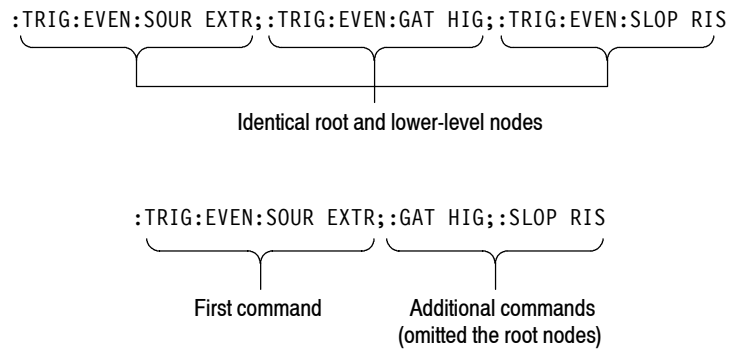 :TRIG:EVEN:SOUR EXTR;:TRIG:EVEN:GAT HIG;:TRIG:EVEN:SLOP RIS
Identical root and lower-level nodes
:TRIG:EVEN:SOUR EXTR;:GAT HIG;:SLOP RIS
First command
Additional commands
(omitted the root nodes)